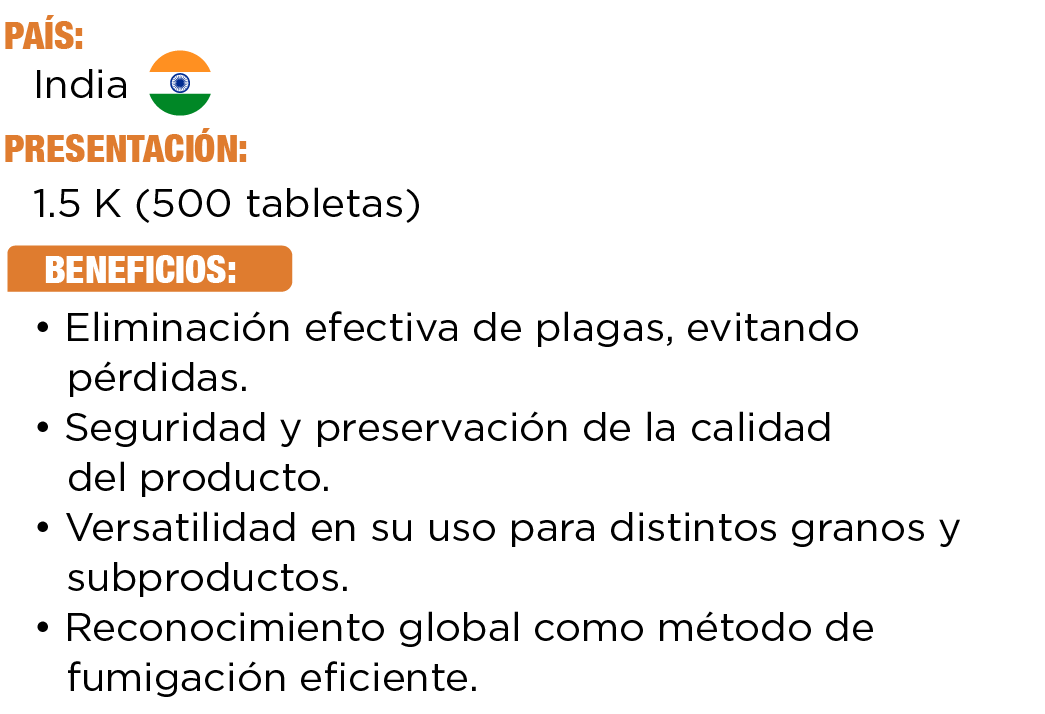 PAÍS:
India
PRESENTACIÓN:
1.5 K (500 tabletas)
BENEFICIOS:
• Eliminación efectiva de plagas, evitando
pérdidas.
• Seguridad y preservación de la calidad
del producto.
• Versatilidad en su uso para distintos granos y
subproductos.
• Reconocimiento global como método de
fumigación eficiente.